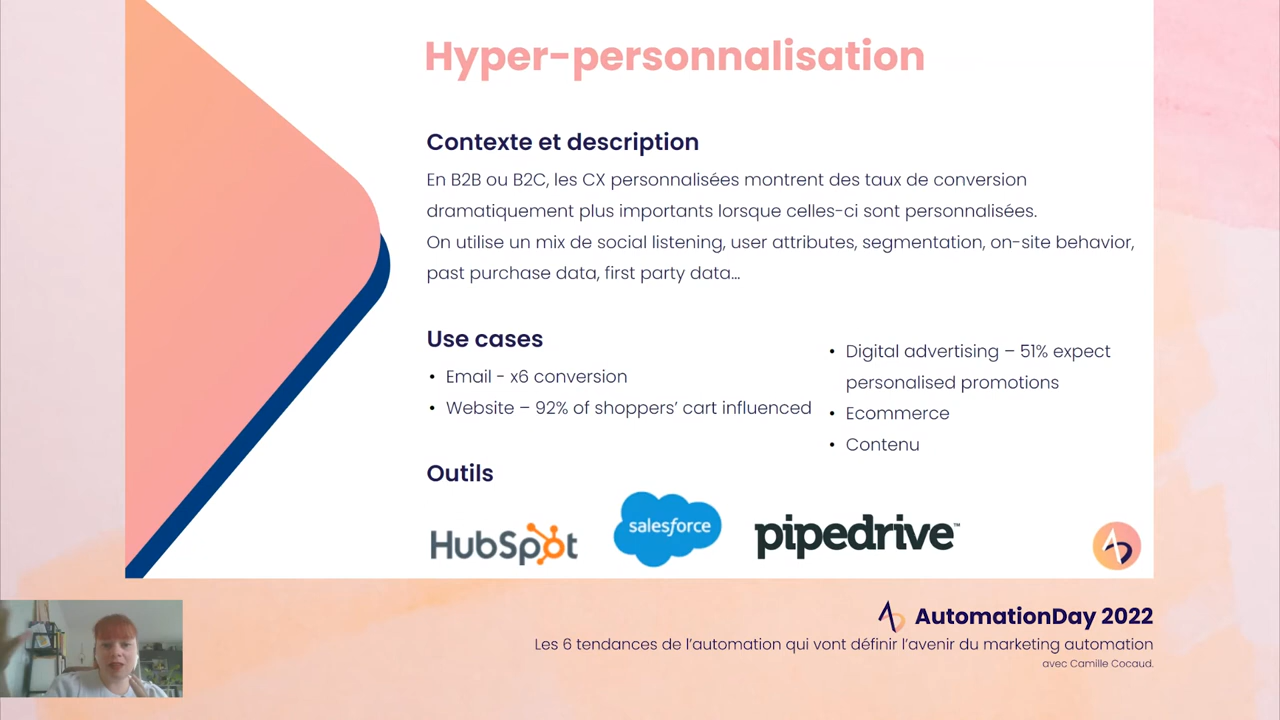 Hyper-personnalisation
Contexte et description
En B2B ou B2C, les CX personnalisées montrent des taux de conversion
dramatiquement plus importants lorsque celles-ci sont personnalisées.
On utilise un mix de social listening, user attributes, segmentation, on-site behavior,
past purchase data, first party data...
Use cases
• Email - x6 conversion
• Website – 92% of shoppers’ cart influenced
• Digital advertising – 51% expect
personalised promotions
• Ecommerce
• Contenu
Outils
HubSpot
salesforce
pipedrive™
AutomationDay 2022
Les 6 tendances de l’automation qui vont définir l’avenir du marketing automation
avec Camille Cocaud.